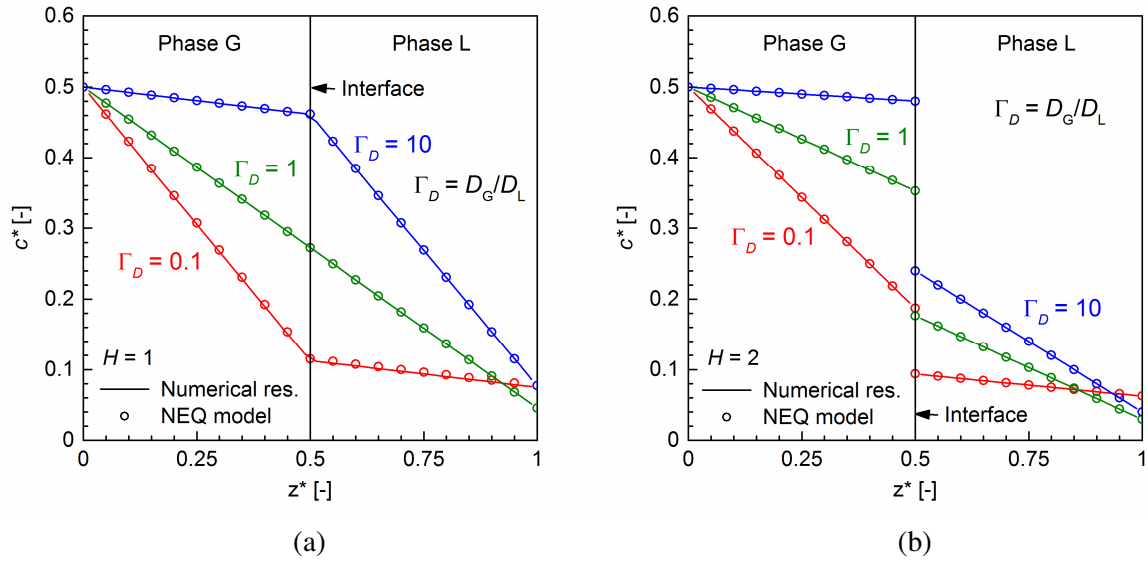 0.6
Phase G Phase L
0.5
Interface
0.4
Γ_D = 10
Γ_D = 1
Γ_D = D_G/D_L
0.3
c* [-]
Γ_D = 0.1
0.2
0.1
H = 1
Numerical res.
NEQ model
0
0 0.25 0.5 0.75 1
z* [-]
(a)
0.6
Phase G Phase L
0.5
Γ_D = D_G/D_L
Γ_D = 1
0.4
0.3
c* [-]
Γ_D = 0.1
0.2
Γ_D = 10
0.1
H = 2
Numerical res.
NEQ model
Interface
0
0 0.25 0.5 0.75 1
z* [-]
(b)